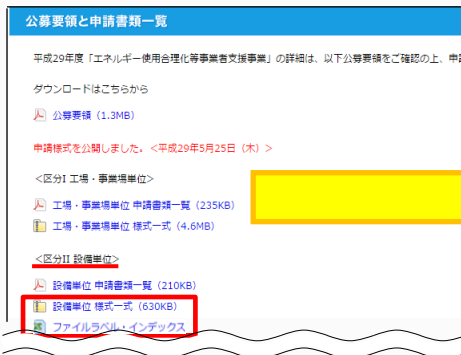 公募要領と申請書類一覧
平成29年度「エネルギー使用合理化等事業者支援事業」の詳細は、以下公募要領をご確認の上、申
ダウンロードはこちらから
公募要領（1.3MB）
申請様式を公開しました。＜平成29年5月25日（木）＞
＜区分I 工場・事業場単位＞
工場・事業場単位 申請書類一覧（235KB）
工場・事業場単位 様式一式（4.6MB）
＜区分II 設備単位＞
設備単位 申請書類一覧（210KB）
設備単位 様式一式（630KB）
ファイルラベル・インデックス